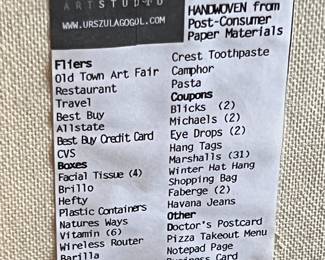 ARTSTUDIO
WWW.URSZULAGOGOL.COM
HANDWOVEN from
Post-Consumer
Paper Materials
Fliers
Old Town Art Fair
Restaurant
Travel
Best Buy
Allstate
Best Buy Credit Card
CVS
Boxes
Facial Tissue (4)
Brillo
Hefty
Plastic Containers
Natures Ways
Vitamin (6)
Wireless Router
Barilla
Crest Toothpaste
Camphor
Pasta
Coupons
Blicks (2)
Michaels (2)
Eye Drops (2)
Hang Tags
Marshalls (31)
Winter Hat Hang
Shopping Bag
Faberge (2)
Havana Jeans
Other
Doctor's Postcard
Pizza Takeout Menu
Notepad Page
Business Card